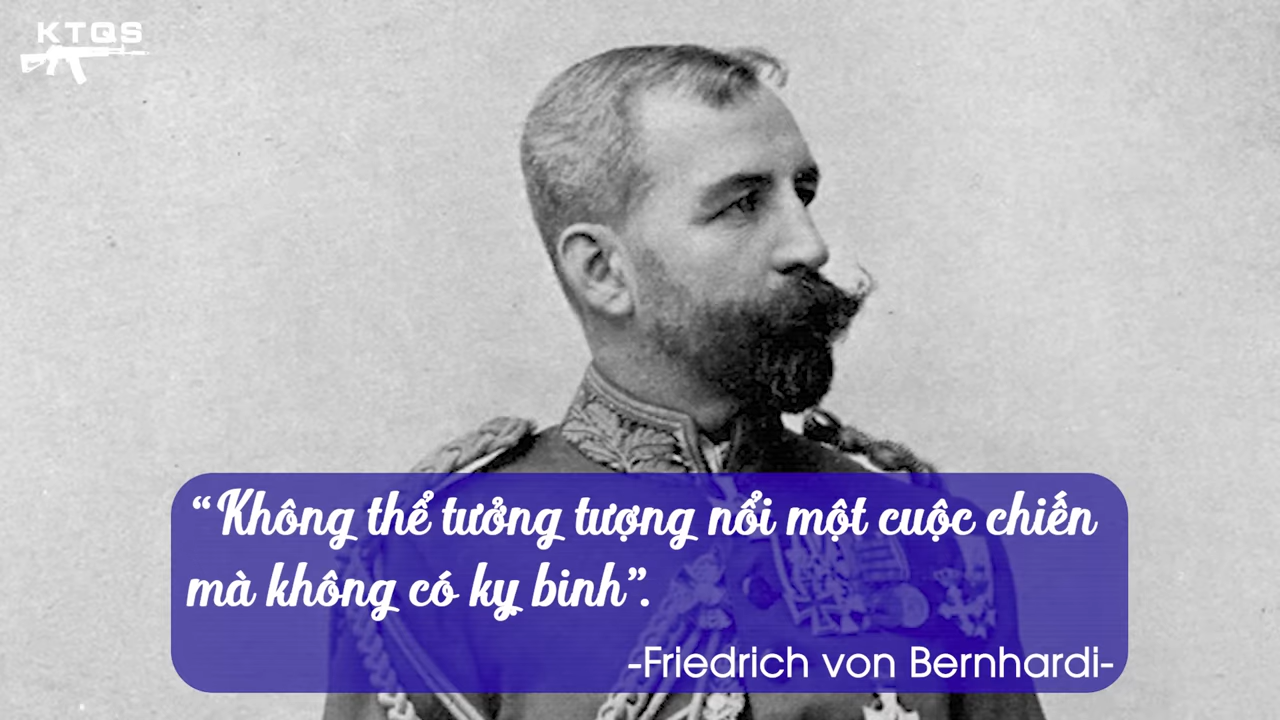 KTQS
“Không thể tưởng tượng nổi một cuộc chiến
mà không có kỵ binh”.
-Friedrich von Bernhardi-